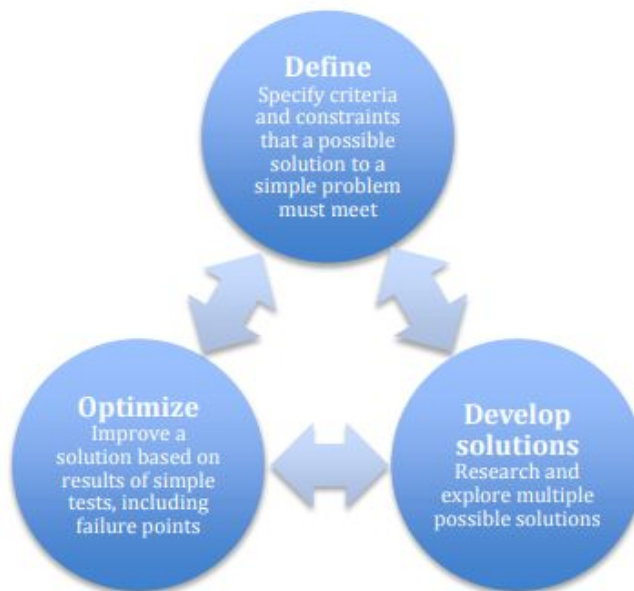 Define
Specify criteria
and constraints
that a possible
solution to a
simple problem
must meet
Optimize
Improve a
solution based on
results of simple
tests, including
failure points
Develop
solutions
Research and
explore multiple
possible solutions